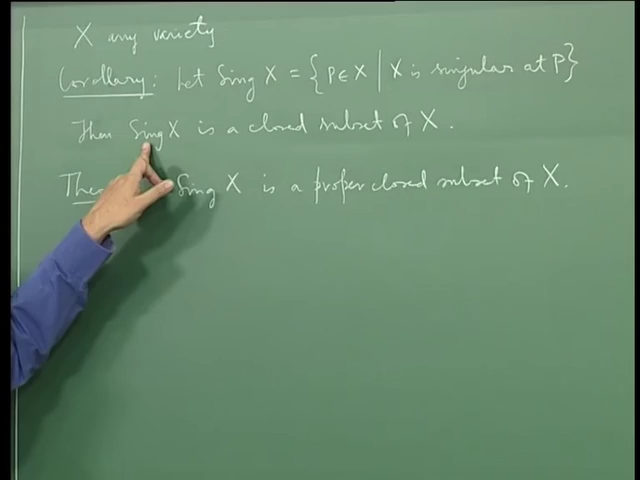 X any variety
Corollary: Let Sing X = {P ∈ X | X is singular at P}
Then Sing X is a closed subset of X.
Sing X is a proper closed subset of X.